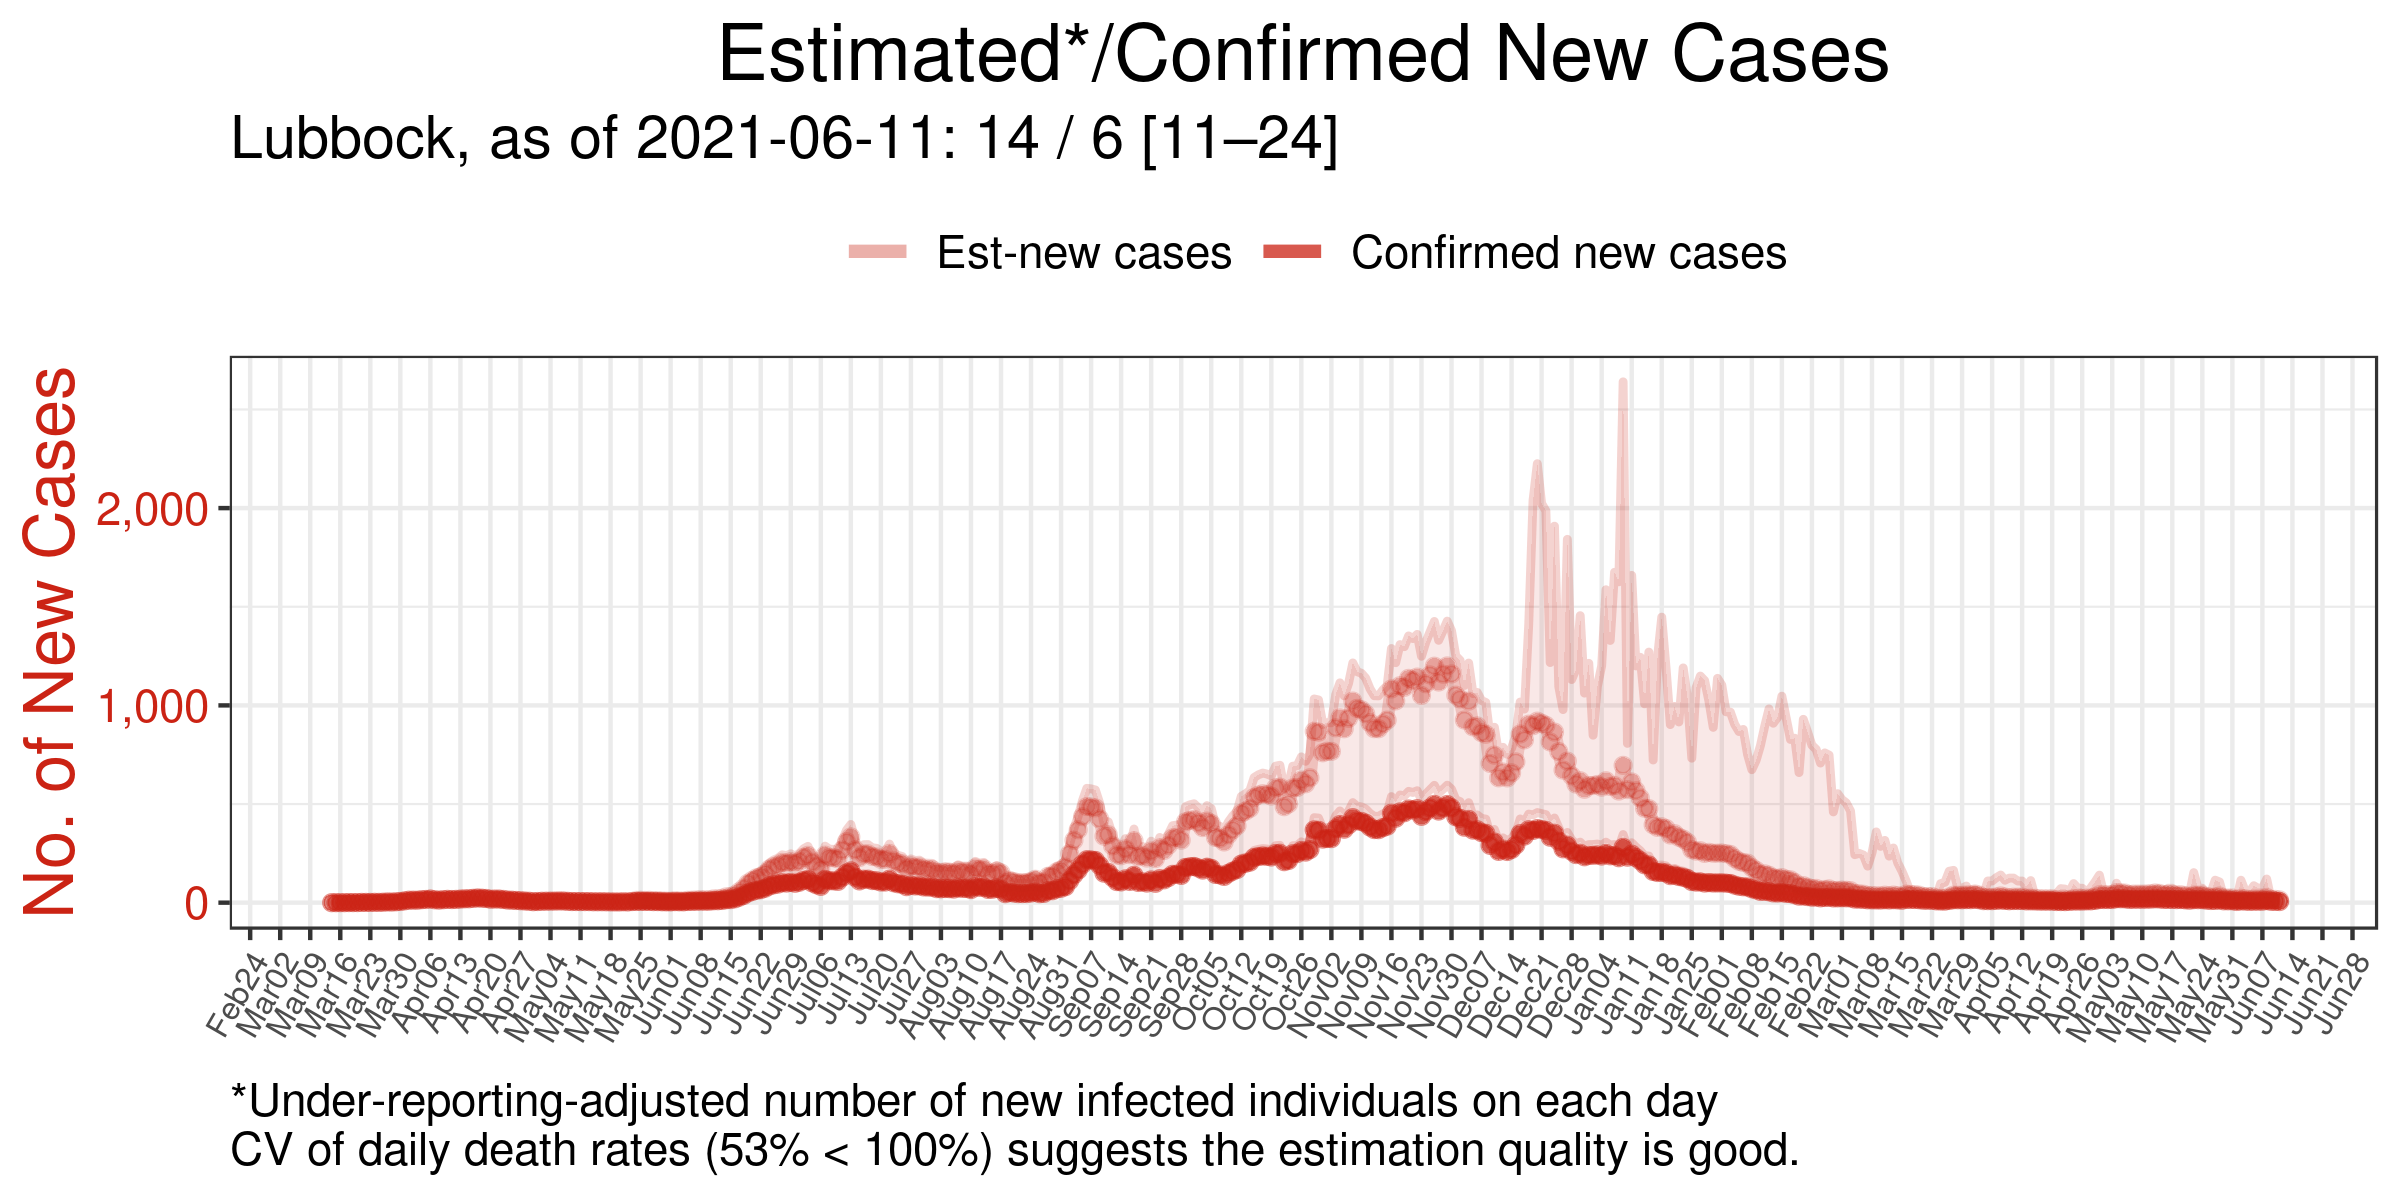 Estimated*/Confirmed New Cases
Lubbock, as of 2021-06-11: 14 / 6 [11–24]
Est-new cases Confirmed new cases
No. of New Cases
2,000
1,000
0
Feb24 Mar02 Mar09 Mar16 Mar23 Mar30 Apr06 Apr13 Apr20 Apr27 May04 May11 May18 May25 Jun01 Jun08 Jun15 Jun22 Jun29 Jul06 Jul13 Jul20 Jul27 Aug03 Aug10 Aug17 Aug24 Aug31 Sep07 Sep14 Sep21 Sep28 Oct05 Oct12 Oct19 Oct26 Nov02 Nov09 Nov16 Nov23 Nov30 Dec07 Dec14 Dec21 Dec28 Jan04 Jan11 Jan18 Jan25 Feb01 Feb08 Feb15 Feb22 Mar01 Mar08 Mar15 Mar22 Mar29 Apr05 Apr12 Apr19 Apr26 May03 May10 May17 May24 May31 Jun07 Jun14 Jun21 Jun28
*Under-reporting-adjusted number of new infected individuals on each day
CV of daily death rates (53% < 100%) suggests the estimation quality is good.